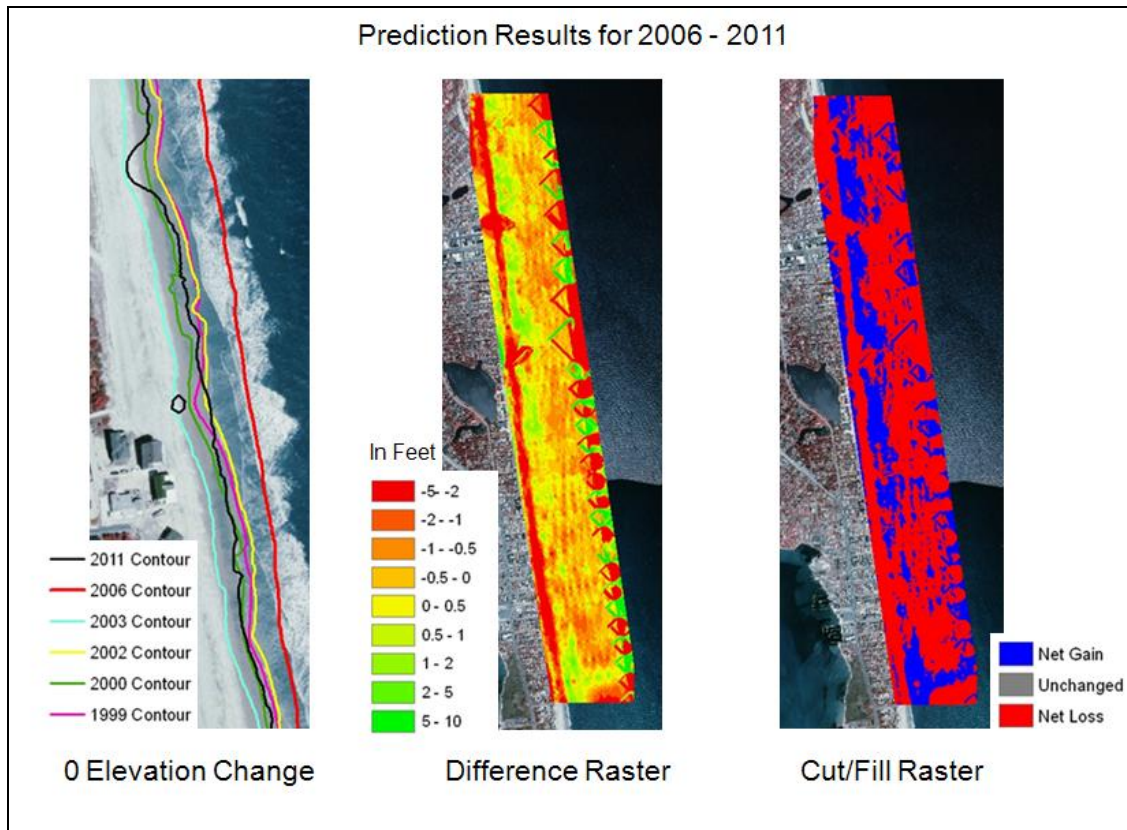 Prediction Results for 2006 - 2011
2011 Contour
2006 Contour
2003 Contour
2002 Contour
2000 Contour
1999 Contour
0 Elevation Change
In Feet
-5- -2
-2 - -1
-1 - -0.5
-0.5 - 0
0 - 0.5
0.5 - 1
1 - 2
2 - 5
5 - 10
Difference Raster
Net Gain
Unchanged
Net Loss
Cut/Fill Raster